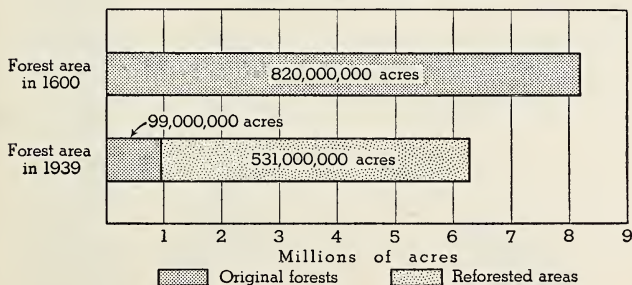 Forest area
in 1600
820,000,000 acres
99,000,000 acres
Forest area
in 1939
531,000,000 acres
1 2 3 4 5 6 7 8 9
Millions of acres
Original forests Reforested areas